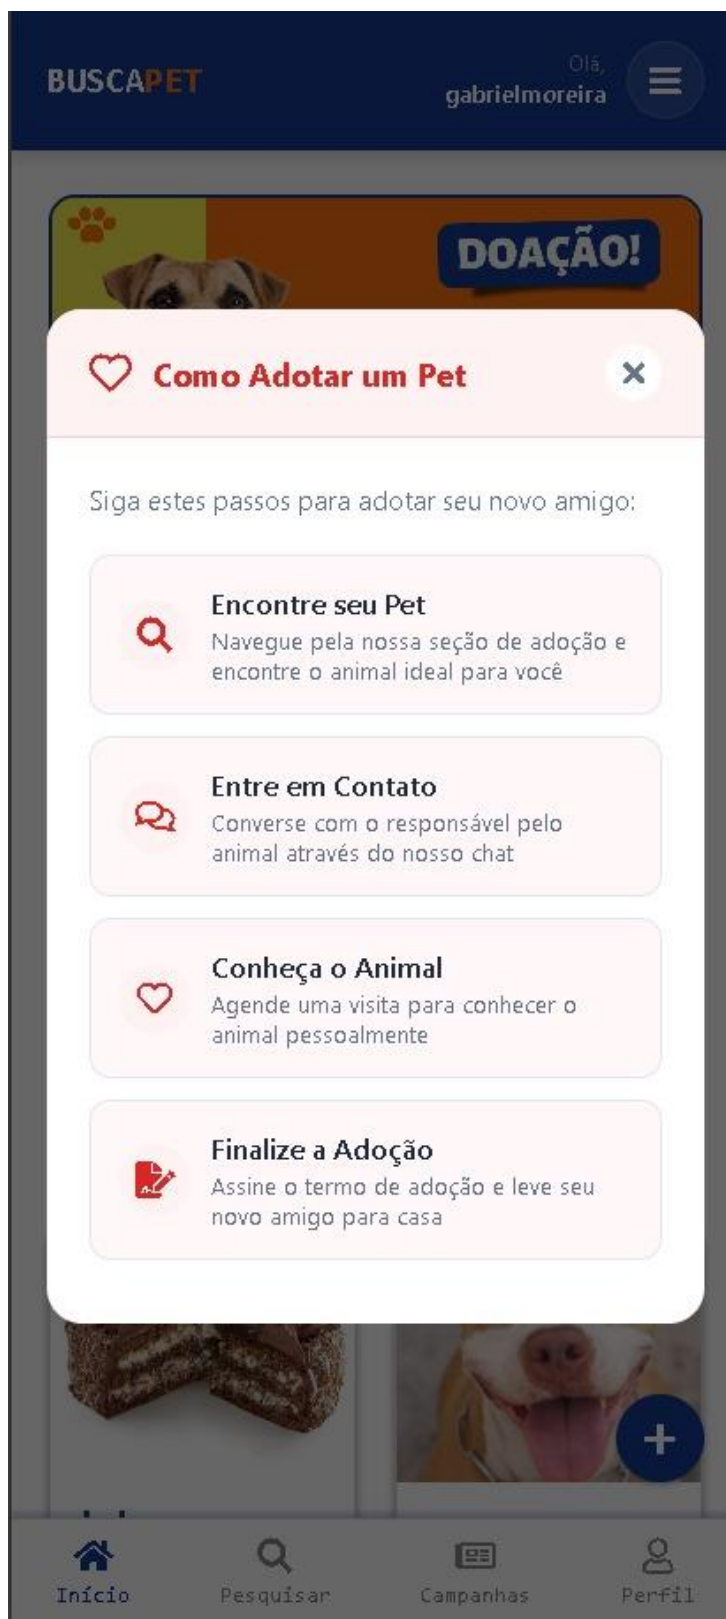 BUSCAPET
Olá,
gabrielmoreira
DOAÇÃO!
Como Adotar um Pet
Siga estes passos para adotar seu novo amigo:
Encontre seu Pet
Navegue pela nossa seção de adoção e
encontre o animal ideal para você
Entre em Contato
Converse com o responsável pelo
animal através do nosso chat
Conheça o Animal
Agende uma visita para conhecer o
animal pessoalmente
Finalize a Adoção
Assine o termo de adoção e leve seu
novo amigo para casa
Início
Pesquisar
Campanhas
Perfil